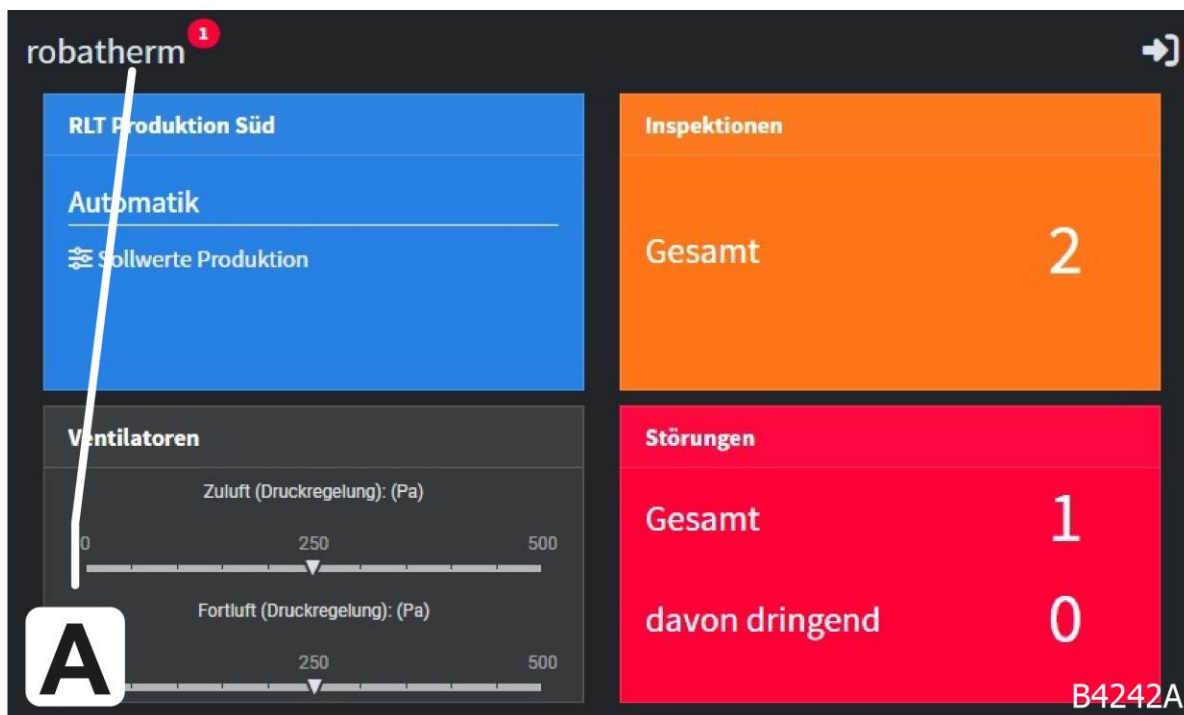 robatherm 1
RLT Produktion Süd
Automatik
Sollwerte Produktion
Inspektionen
Gesamt 2
Ventilatoren
Zuluft (Druckregelung): (Pa)
0 250 500
Fortluft (Druckregelung): (Pa)
250 500
A
Störungen
Gesamt 1
davon dringend 0
B4242A